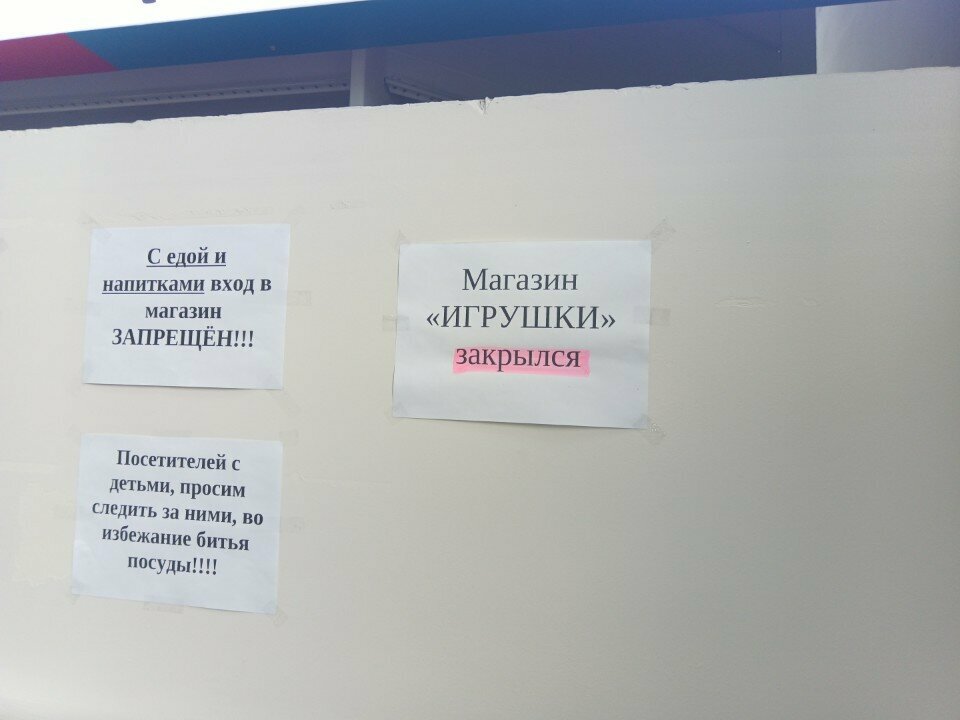 С едой и
напитками вход в
магазин
ЗАПРЕЩЁН!!!
Магазин
«ИГРУШКИ»
закрылся
Посетителей с
детьми, просим
следить за ними, во
избежание битья
посуды!!!!